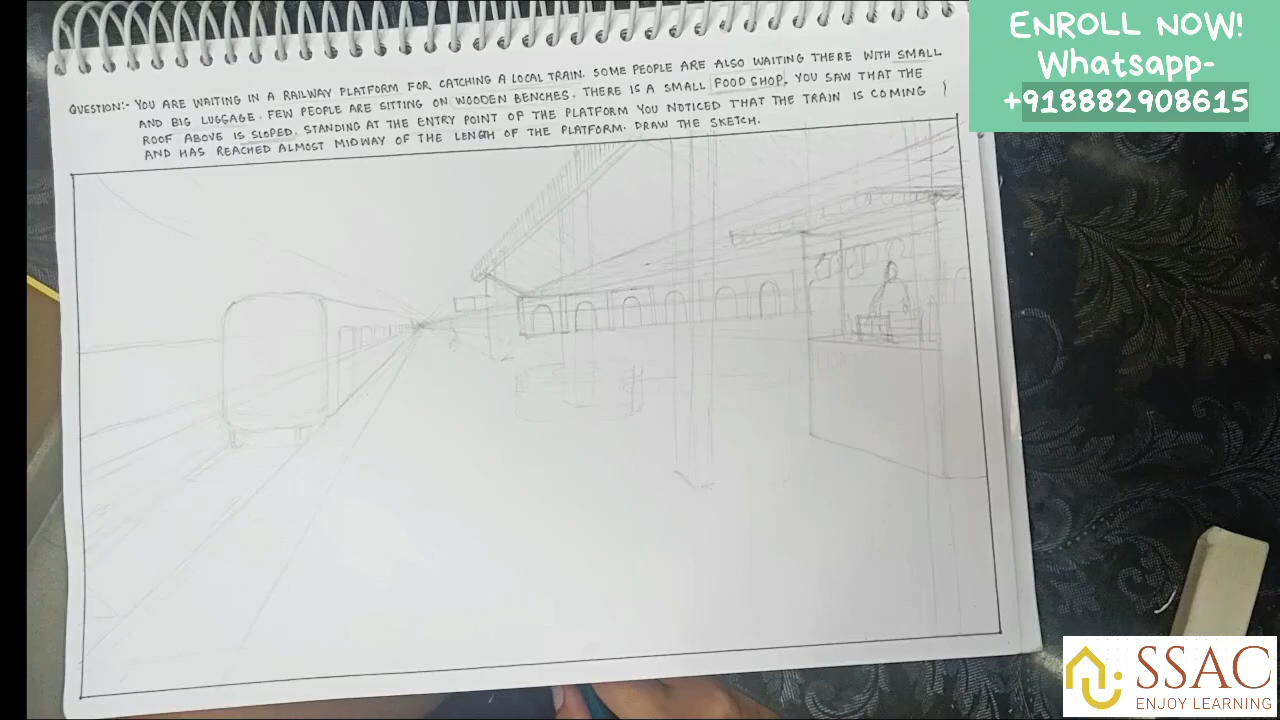 ENROLL NOW!
Whatsapp-
+918882908615
QUESTION:- YOU ARE WAITING IN A RAILWAY PLATFORM FOR CATCHING A LOCAL TRAIN. SOME PEOPLE ARE ALSO WAITING THERE WITH SMALL
AND BIG LUGGAGE. FEW PEOPLE ARE SITTING ON WOODEN BENCHES. THERE IS A SMALL FOOD SHOP. YOU SAW THAT THE
ROOF ABOVE IS SLOPED. STANDING AT THE ENTRY POINT OF THE PLATFORM YOU NOTICED THAT THE TRAIN IS COMING
AND HAS REACHED ALMOST MIDWAY OF THE LENGTH OF THE PLATFORM. DRAW THE SKETCH.
SSAC
ENJOY LEARNING